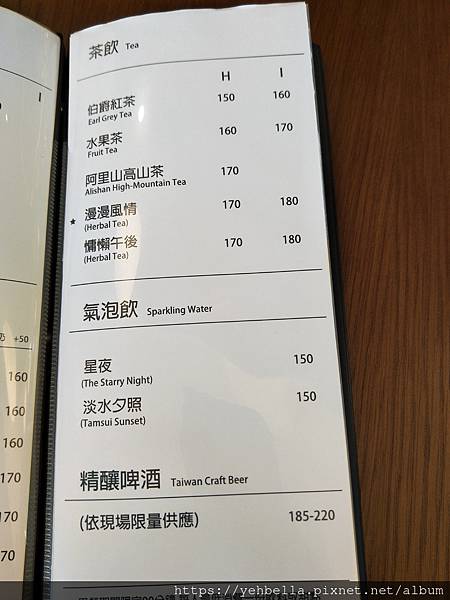 茶飲 Tea
H I
伯爵紅茶 150 160
Earl Grey Tea
水果茶 160 170
Fruit Tea
阿里山高山茶 170
Alishan High-Mountain Tea
★ 漫漫風情 170 180
(Herbal Tea)
慵懶午後 170 180
(Herbal Tea)
氣泡飲 Sparkling Water
星夜 150
(The Starry Night)
淡水夕照 150
(Tamsui Sunset)
精釀啤酒 Taiwan Craft Beer
(依現場限量供應) 185-220
I
奶 +50
160
160
160
170
170
70
https://yehbella.pixnet.net/album